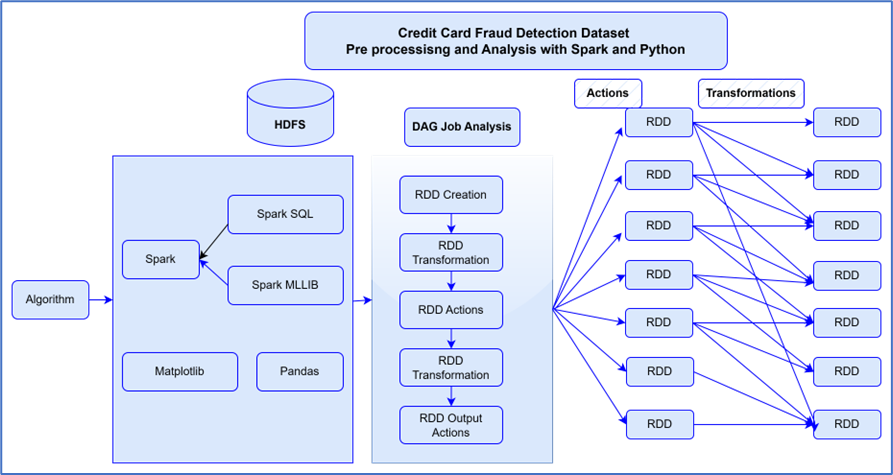 Credit Card Fraud Detection Dataset
Pre processisng and Analysis with Spark and Python
HDFS
DAG Job Analysis
Actions
Transformations
Algorithm
Spark
Spark SQL
Spark MLLIB
Matplotlib
Pandas
RDD Creation
RDD
Transformation
RDD Actions
RDD
Transformation
RDD Output
Actions
RDD
RDD
RDD
RDD
RDD
RDD
RDD
RDD
RDD
RDD
RDD
RDD
RDD
RDD